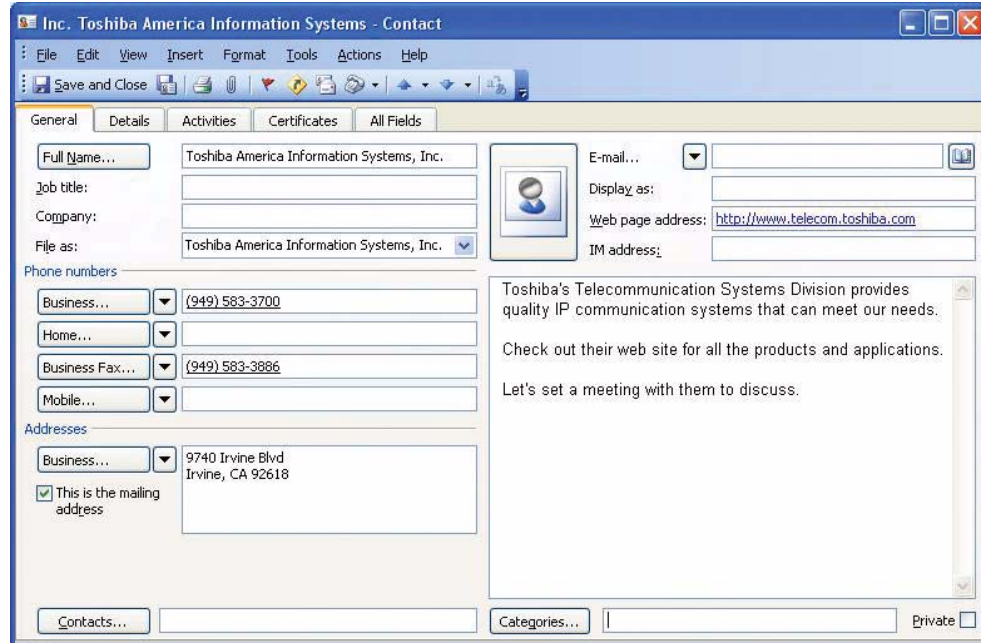 Inc. Toshiba America Information Systems - Contact
File Edit View Insert Format Tools Actions Help
Save and Close
General Details Activities Certificates All Fields
Full Name... Toshiba America Information Systems, Inc.
Job title:
Company:
File as: Toshiba America Information Systems, Inc.
E-mail...
Display as:
Web page address: http://www.telecom.toshiba.com
IM address:
Phone numbers
Business... (949) 583-3700
Home...
Business Fax... (949) 583-3886
Mobile...
Addresses
Business... 9740 Irvine Blvd
Irvine, CA 92618
This is the mailing
address
Toshiba's Telecommunication Systems Division provides
quality IP communication systems that can meet our needs.
Check out their web site for all the products and applications.
Let's set a meeting with them to discuss.
Contacts... Categories... Private